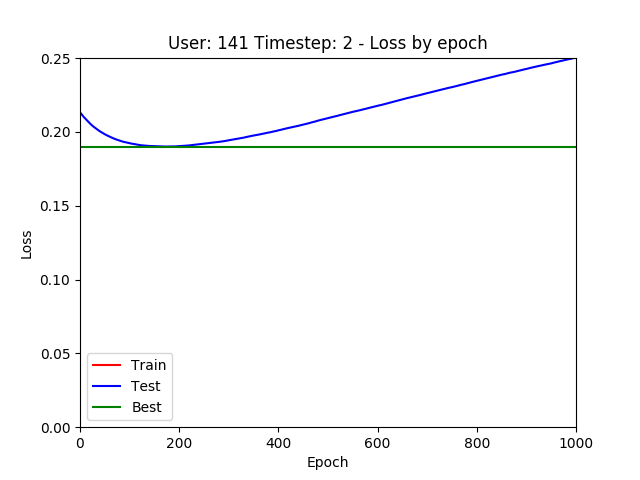 User: 141 Timestep: 2 - Loss by epoch
0.25
0.20
0.15
0.10
0.05
0.00
Loss
Train
Test
Best
0 200 400 600 800 1000
Epoch